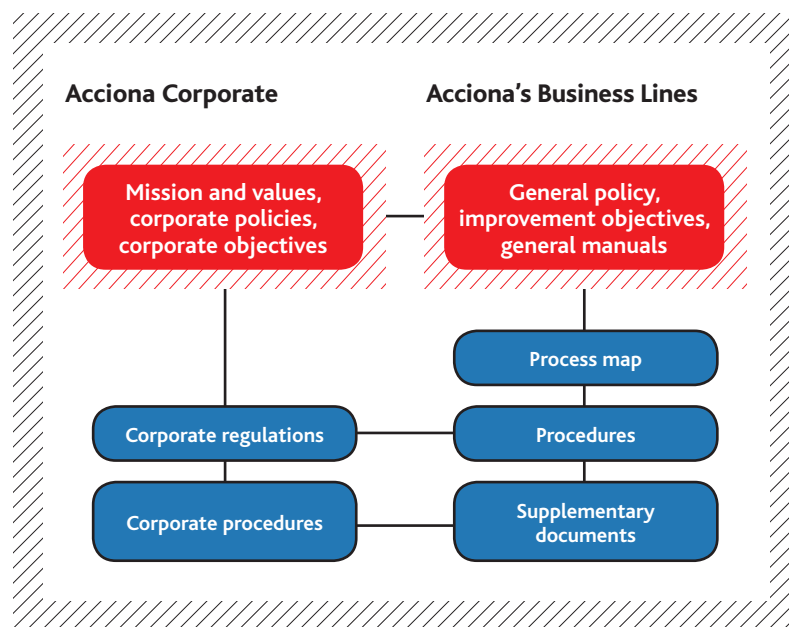 Acciona Corporate
Acciona's Business Lines
Mission and values,
corporate policies,
corporate objectives
General policy,
improvement objectives,
general manuals
Process map
Corporate regulations
Procedures
Corporate procedures
Supplementary
documents